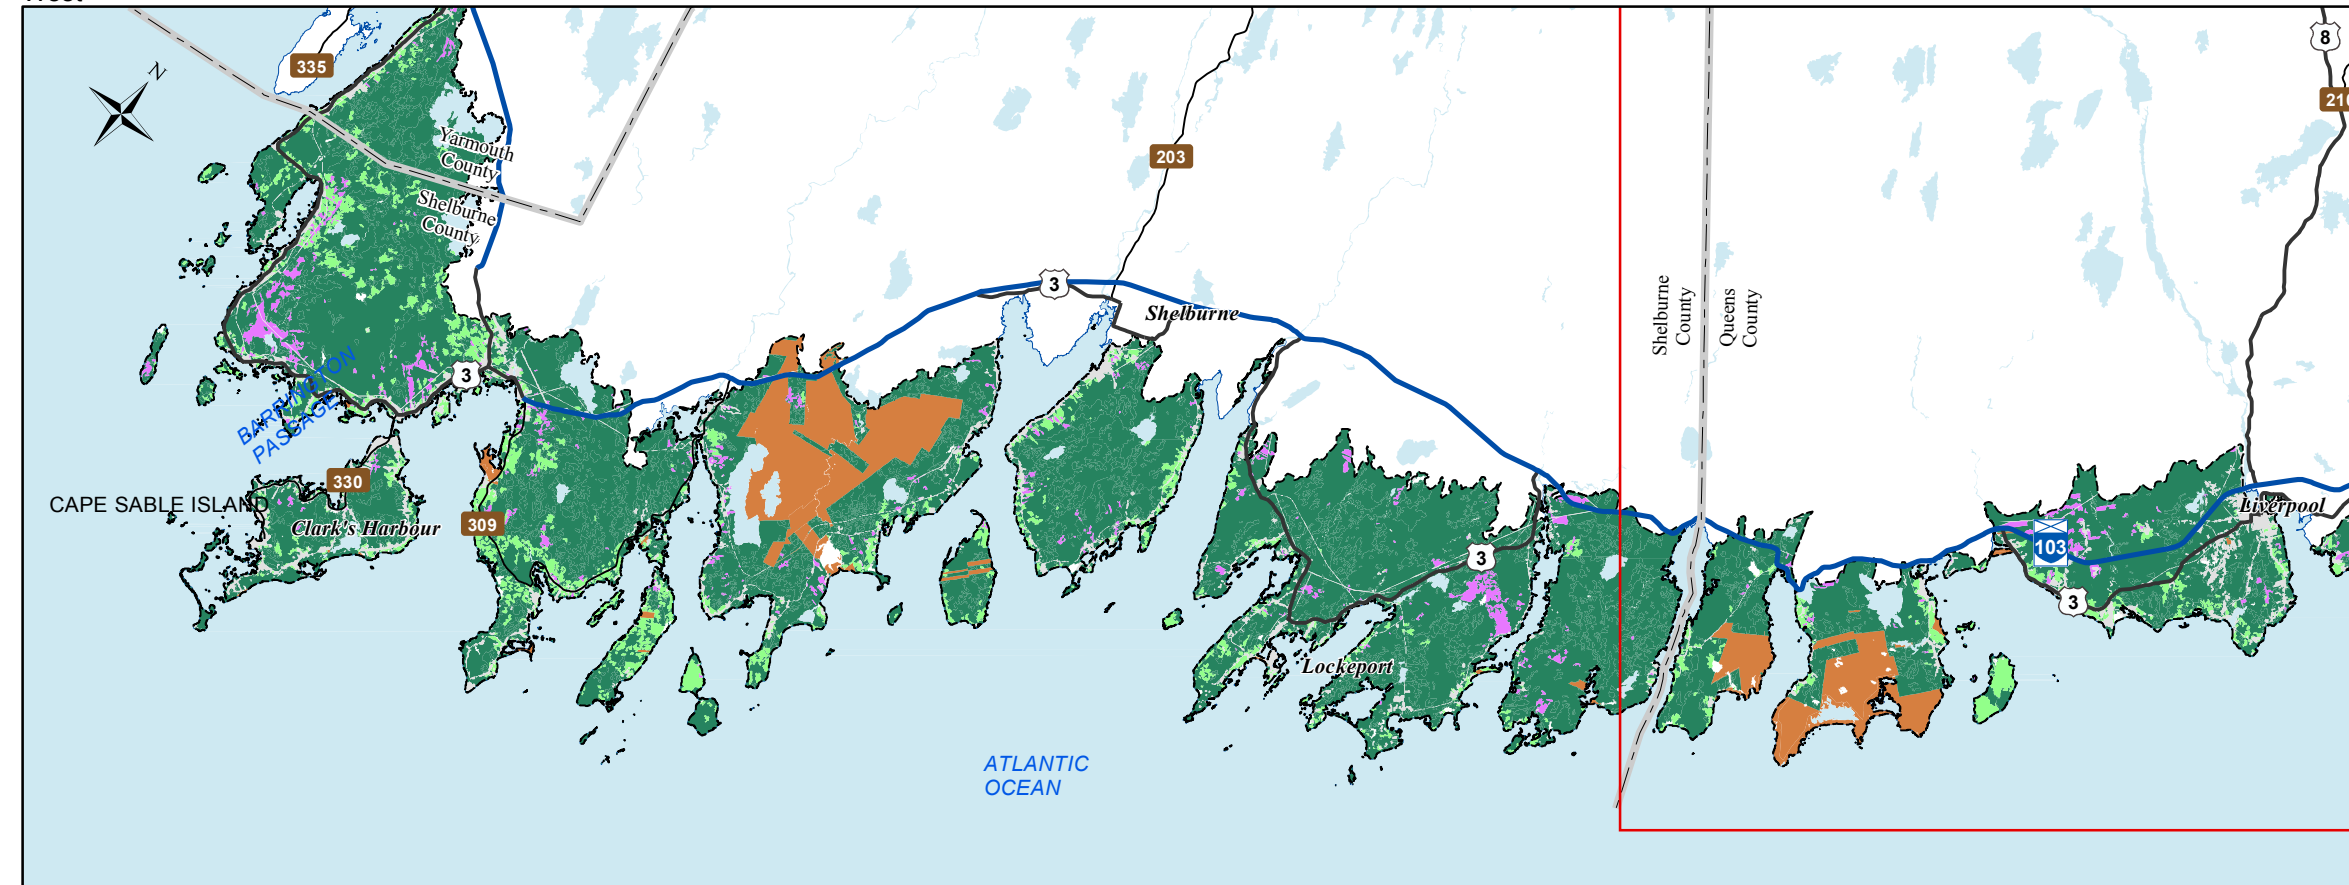 N
335
8
210
Yarmouth
County
Shelburne
County
203
3
Shelburne
Shelburne
County
Queens
County
3
BARRINGTON
PASSAGE
330
CAPE SABLE ISLAND
Clark's Harbour
309
Liverpool
103
3
3
Lockeport
ATLANTIC
OCEAN